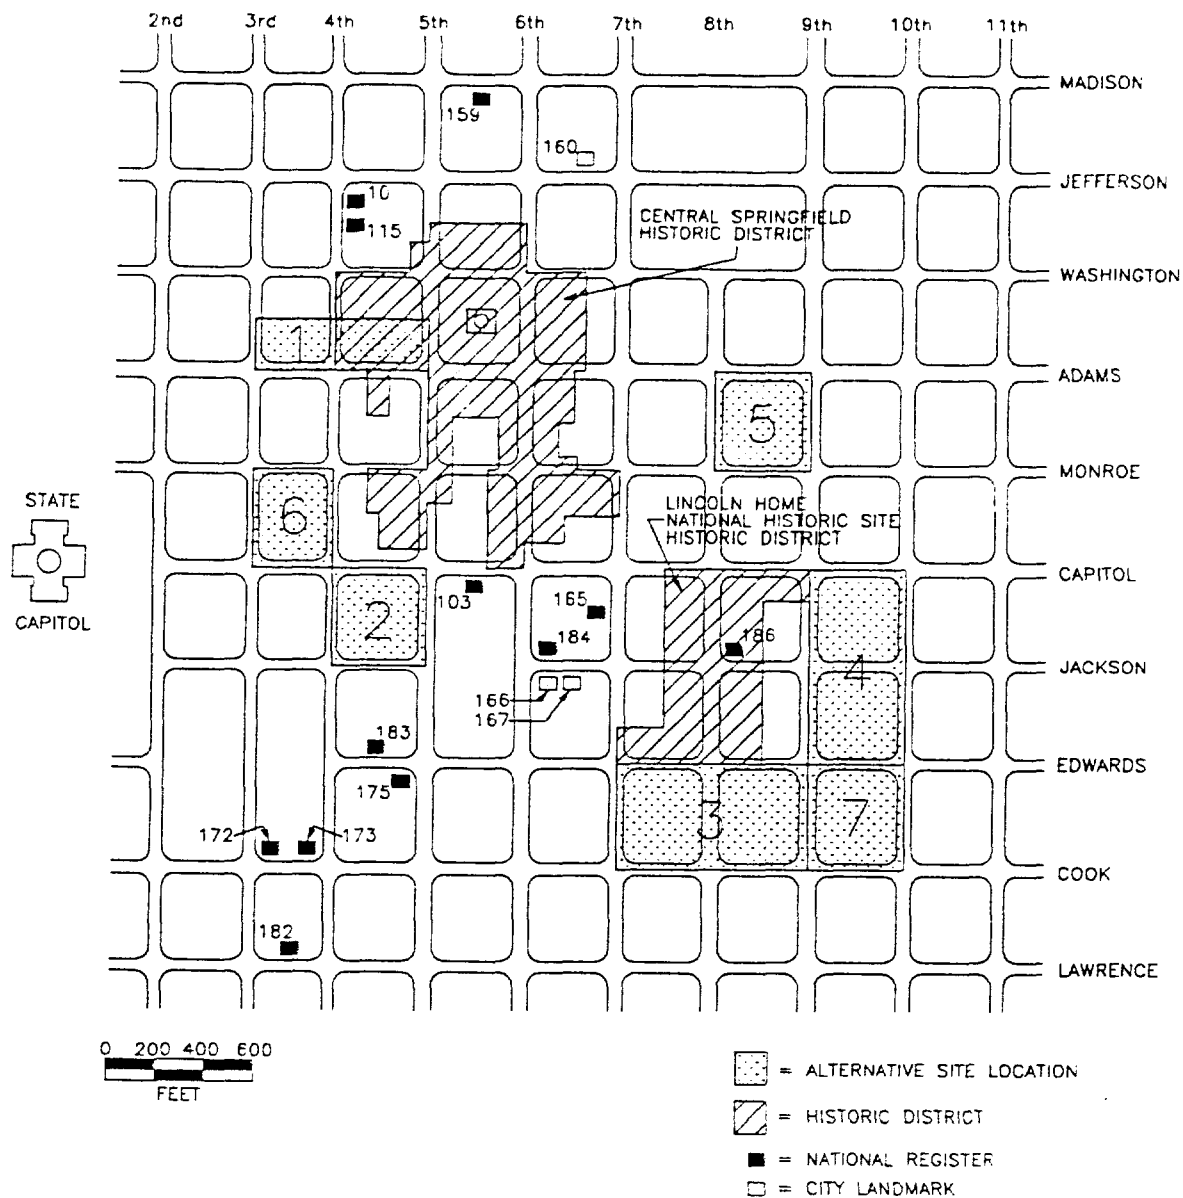 2nd 3rd 4th 5th 6th 7th 8th 9th 10th 11th
MADISON
159
160
JEFFERSON
10
115
CENTRAL SPRINGFIELD
HISTORIC DISTRICT
WASHINGTON
1
ADAMS
5
MONROE
STATE
CAPITOL
6
LINCOLN HOME
NATIONAL HISTORIC SITE
HISTORIC DISTRICT
CAPITOL
103
165
184
2
186
JACKSON
4
166
167
183
EDWARDS
175
3
7
172
173
COOK
182
LAWRENCE
0 200 400 600
FEET
= ALTERNATIVE SITE LOCATION
= HISTORIC DISTRICT
= NATIONAL REGISTER
= CITY LANDMARK